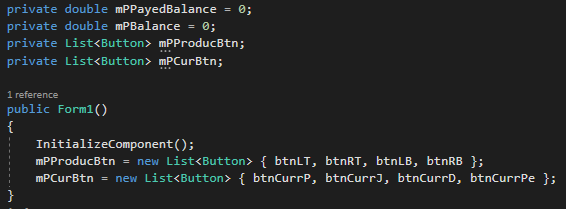 private double mPPayedBalance = 0;
private double mPBalance = 0;
private List<Button> mPProducBtn;
private List<Button> mPCurBtn;
1 reference
public Form1()
{
InitializeComponent();
mPProducBtn = new List<Button> { btnLT, btnRT, btnLB, btnRB };
mPCurBtn = new List<Button> { btnCurrP, btnCurrJ, btnCurrD, btnCurrPe };
}